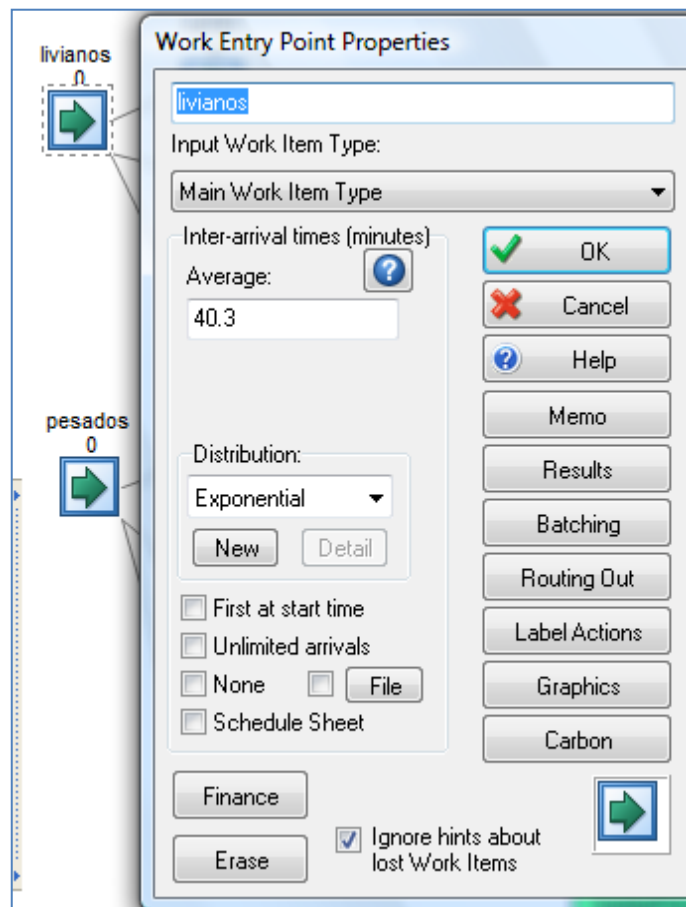 livianos
0
pesados
0
Work Entry Point Properties
livianos
Input Work Item Type:
Main Work Item Type
Inter-arrival times (minutes)
Average:
40.3
Distribution:
Exponential
New
Detail
First at start time
Unlimited arrivals
None
File
Schedule Sheet
OK
Cancel
Help
Memo
Results
Batching
Routing Out
Label Actions
Graphics
Carbon
Finance
Erase
Ignore hints about
lost Work Items